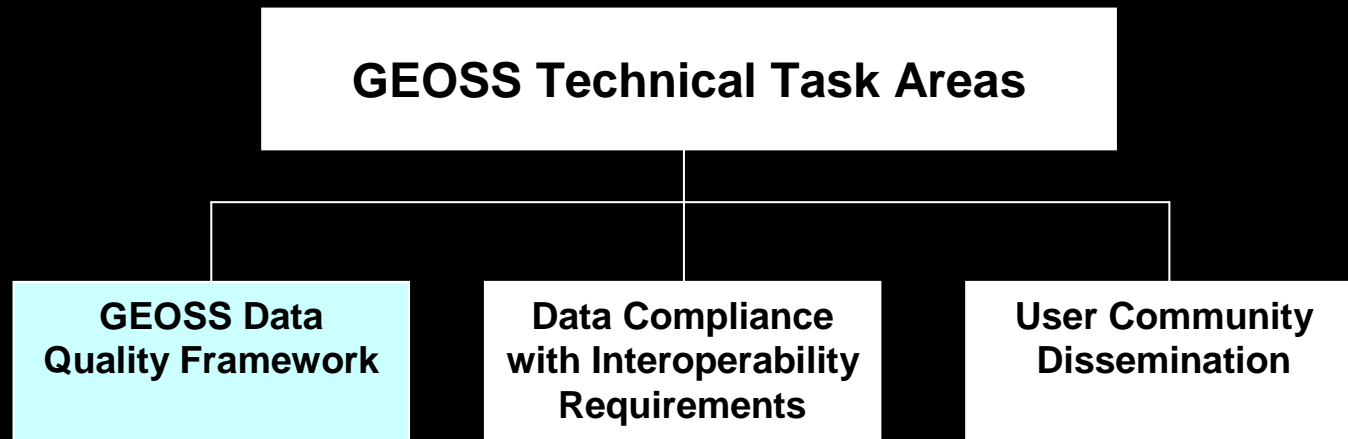 GEOSS Technical Task Areas
GEOSS Data
Quality Framework
Data Compliance
with Interoperability
Requirements
User Community
Dissemination